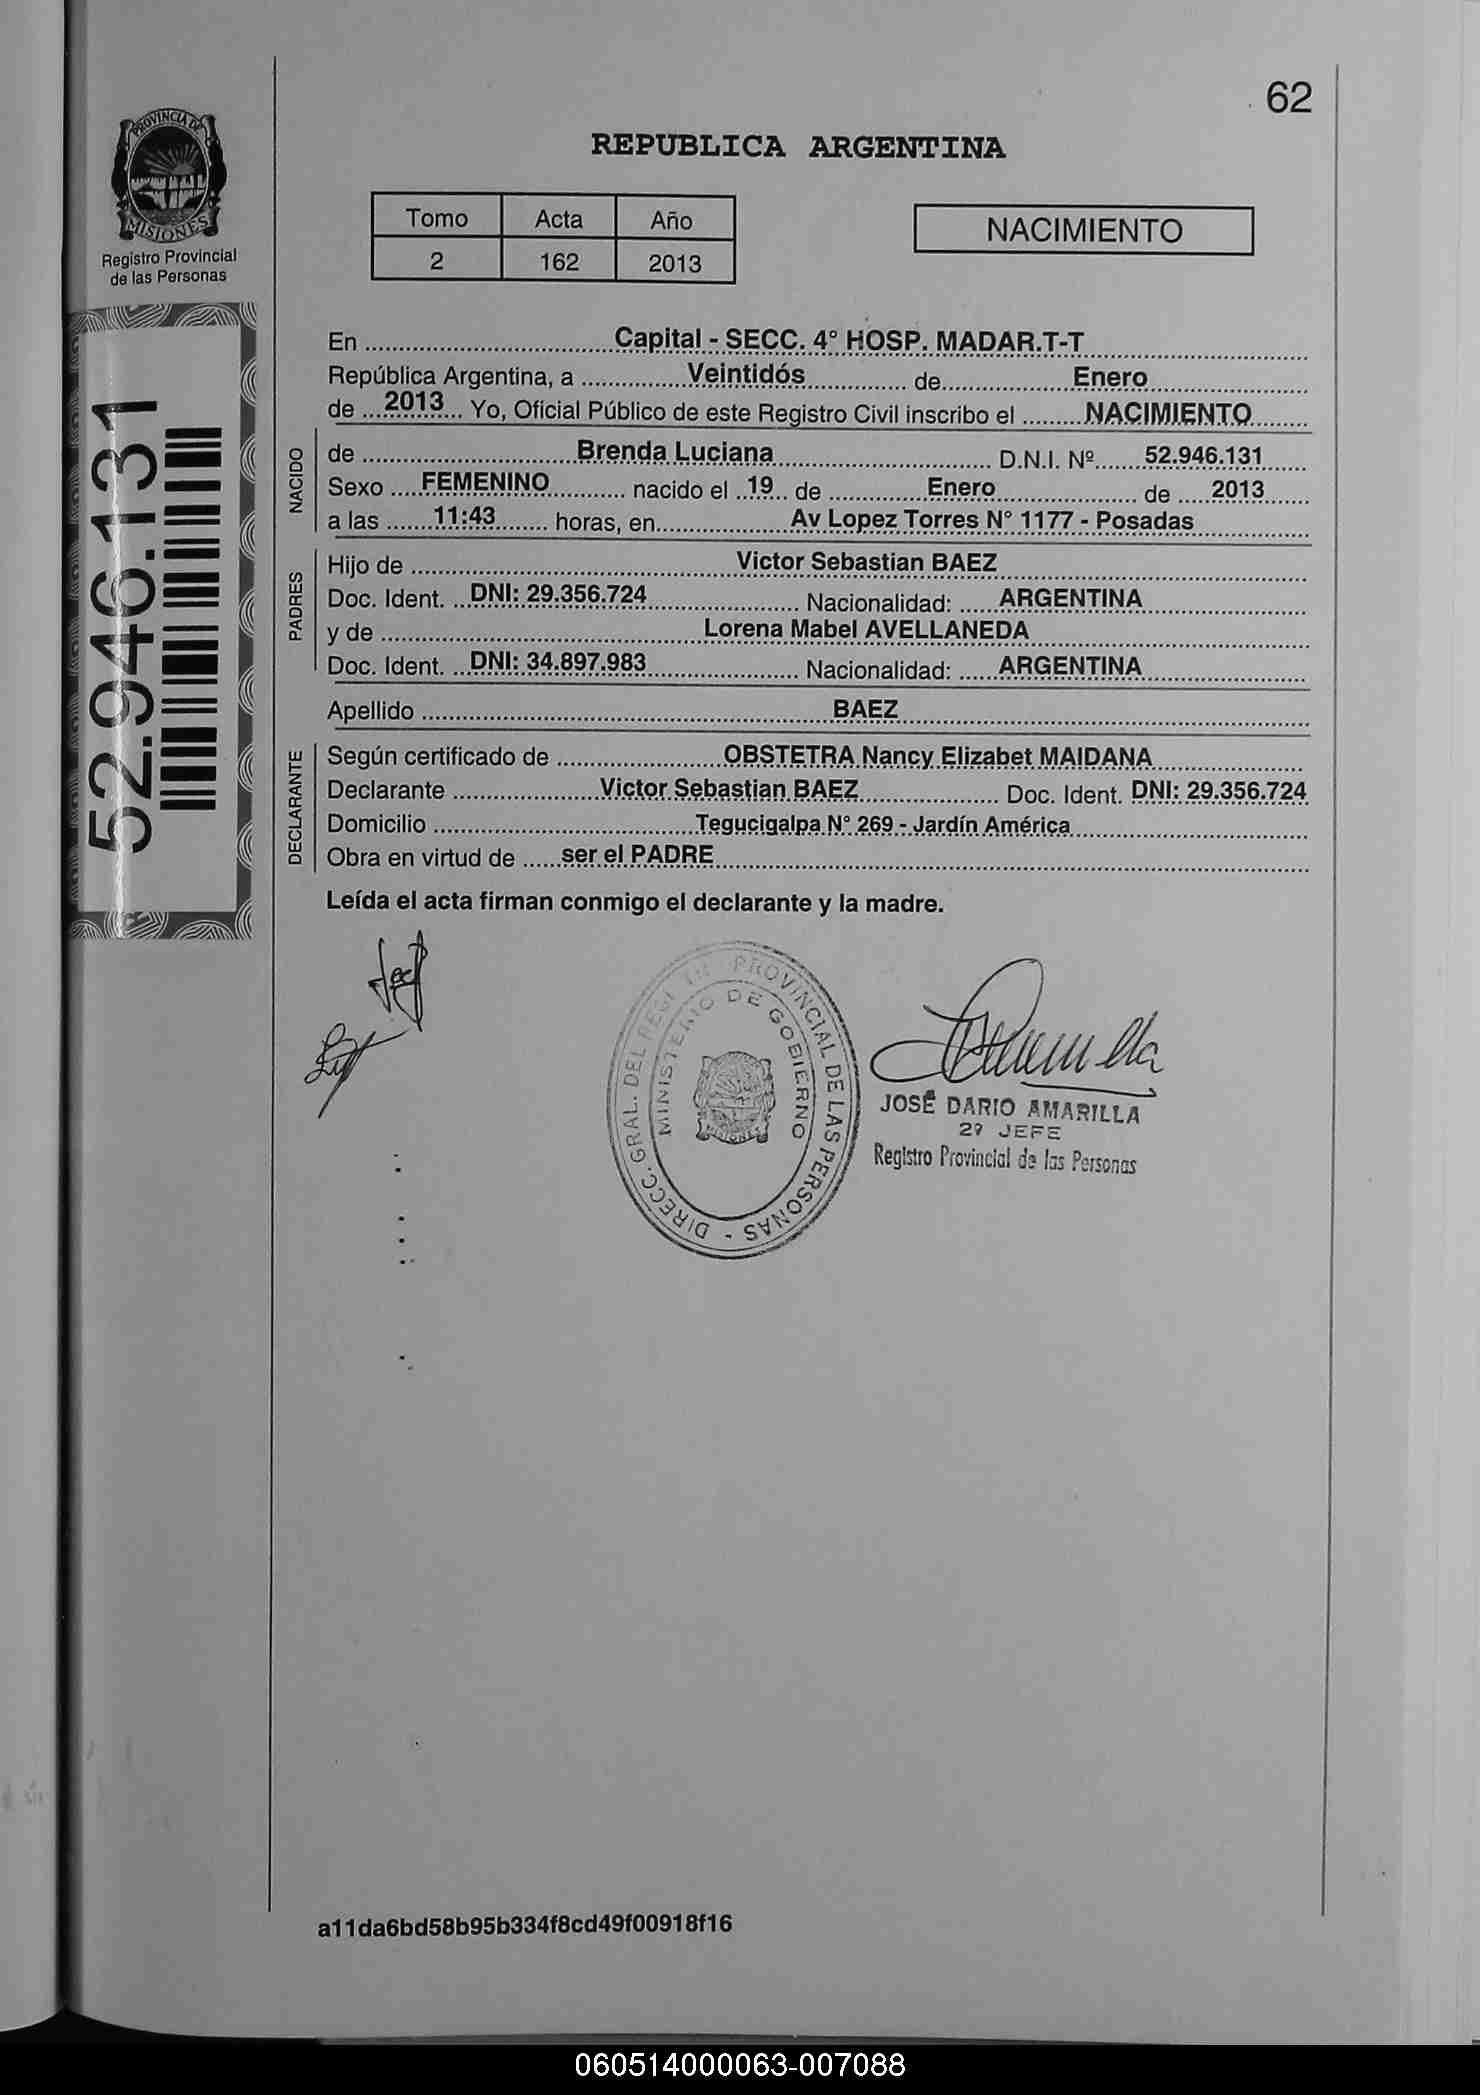 62
PROVINCIA DE
MISIONES
Registro Provincial
de las Personas
REPUBLICA ARGENTINA
Tomo Acta Año
2 162 2013
NACIMIENTO
52.946.131
En Capital - SECC. 4° HOSP. MADAR.T-T
República Argentina, a Veintidós de Enero
de 2013 Yo, Oficial Público de este Registro Civil inscribo el NACIMIENTO
NACIDO
de Brenda Luciana D.N.I. Nº 52.946.131
Sexo FEMENINO nacido el 19 de Enero de 2013
a las 11:43 horas, en Av Lopez Torres N° 1177 - Posadas
PADRES
Hijo de Victor Sebastian BAEZ
Doc. Ident. DNI: 29.356.724 Nacionalidad: ARGENTINA
y de Lorena Mabel AVELLANEDA
Doc. Ident. DNI: 34.897.983 Nacionalidad: ARGENTINA
Apellido BAEZ
DECLARANTE
Según certificado de OBSTETRA Nancy Elizabet MAIDANA
Declarante Victor Sebastian BAEZ Doc. Ident. DNI: 29.356.724
Domicilio Tegucigalpa N° 269 - Jardín América
Obra en virtud de ser el PADRE
Leída el acta firman conmigo el declarante y la madre.
DIRECC. GRAL. DEL PROVINCIAL DE LAS PERSONAS -
MINISTERIO DE GOBIERNO
JOSÉ DARIO AMARILLA
2º JEFE
Registro Provincial de las Personas
a11da6bd58b95b334f8cd49f00918f16
060514000063-007088